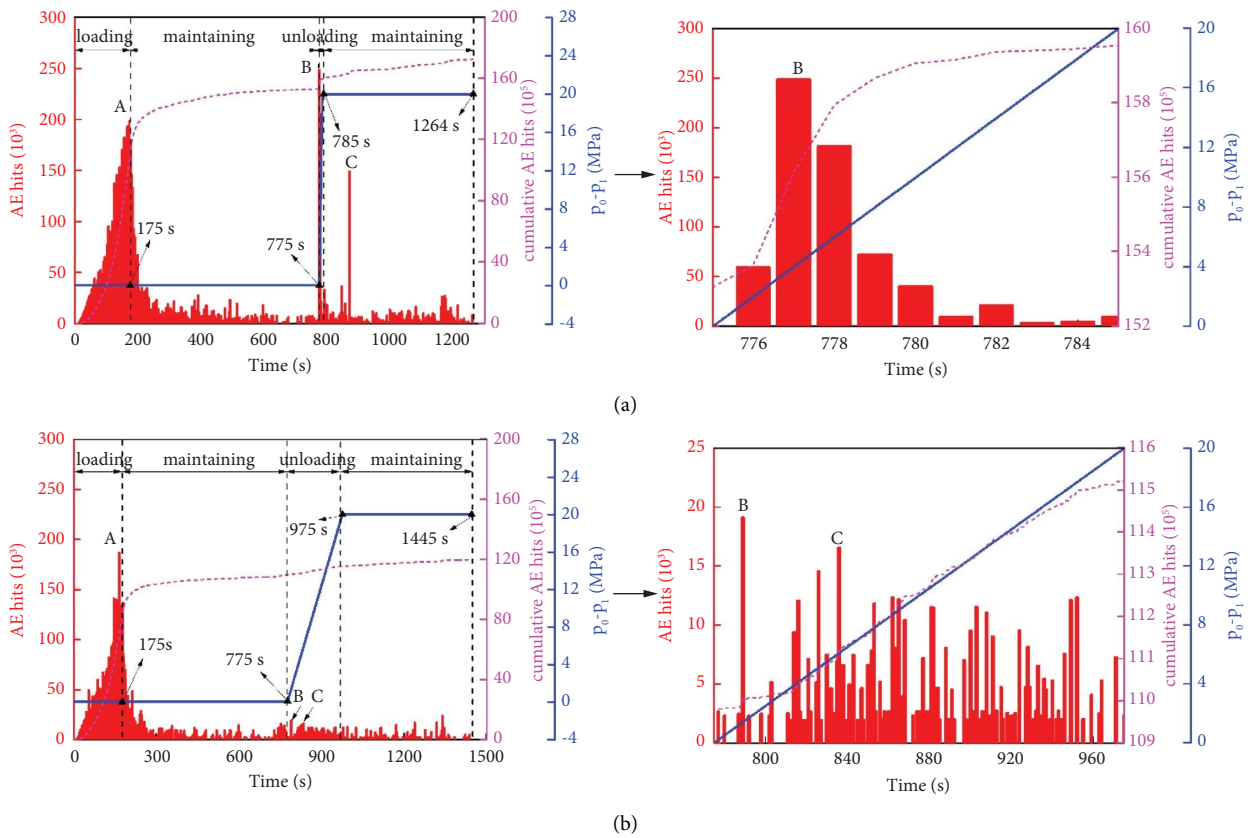 300
250
200
150
100
50
0
AE hits (10³)
loading
maintaining
unloading
maintaining
A
B
C
175 s
775 s
785 s
1264 s
0 200 400 600 800 1000 1200
Time (s)
200
160
120
80
40
0
cumulative AE hits (10⁵)
28
24
20
16
12
8
4
0
-4
p₀-p₁ (MPa)
300
250
200
150
100
50
0
AE hits (10³)
B
776 778 780 782 784
Time (s)
160
158
156
154
152
cumulative AE hits (10⁵)
20
16
12
8
4
0
p₀-p₁ (MPa)
(a)
300
250
200
150
100
50
0
AE hits (10³)
loading
maintaining
unloading
maintaining
A
B
C
175s
775 s
975 s
1445 s
0 300 600 900 1200 1500
Time (s)
200
160
120
80
40
0
cumulative AE hits (10⁵)
28
24
20
16
12
8
4
0
-4
p₀-p₁ (MPa)
25
20
15
10
5
0
AE hits (10³)
B
C
800 840 880 920 960
Time (s)
116
115
114
113
112
111
110
109
cumulative AE hits (10⁵)
20
16
12
8
4
0
p₀-p₁ (MPa)
(b)